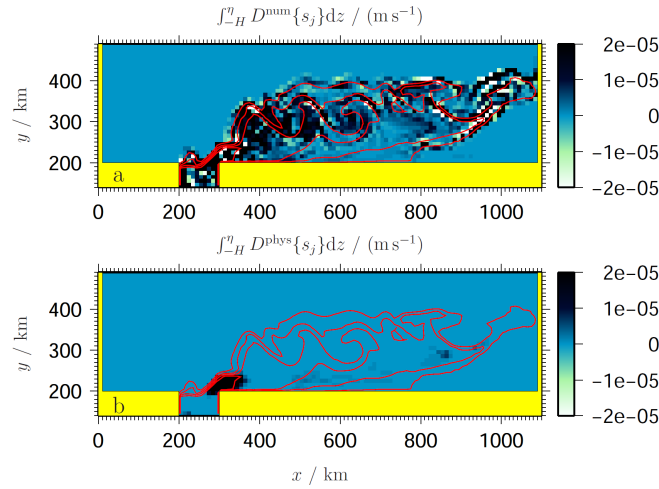 ∫_{-H}^{η} D^{num}{s_j}dz / (m s^{-1})
y / km
400
300
200
a
0 200 400 600 800 1000
2e-05
1e-05
0
-1e-05
-2e-05
∫_{-H}^{η} D^{phys}{s_j}dz / (m s^{-1})
y / km
400
300
200
b
0 200 400 600 800 1000
x / km
2e-05
1e-05
0
-1e-05
-2e-05